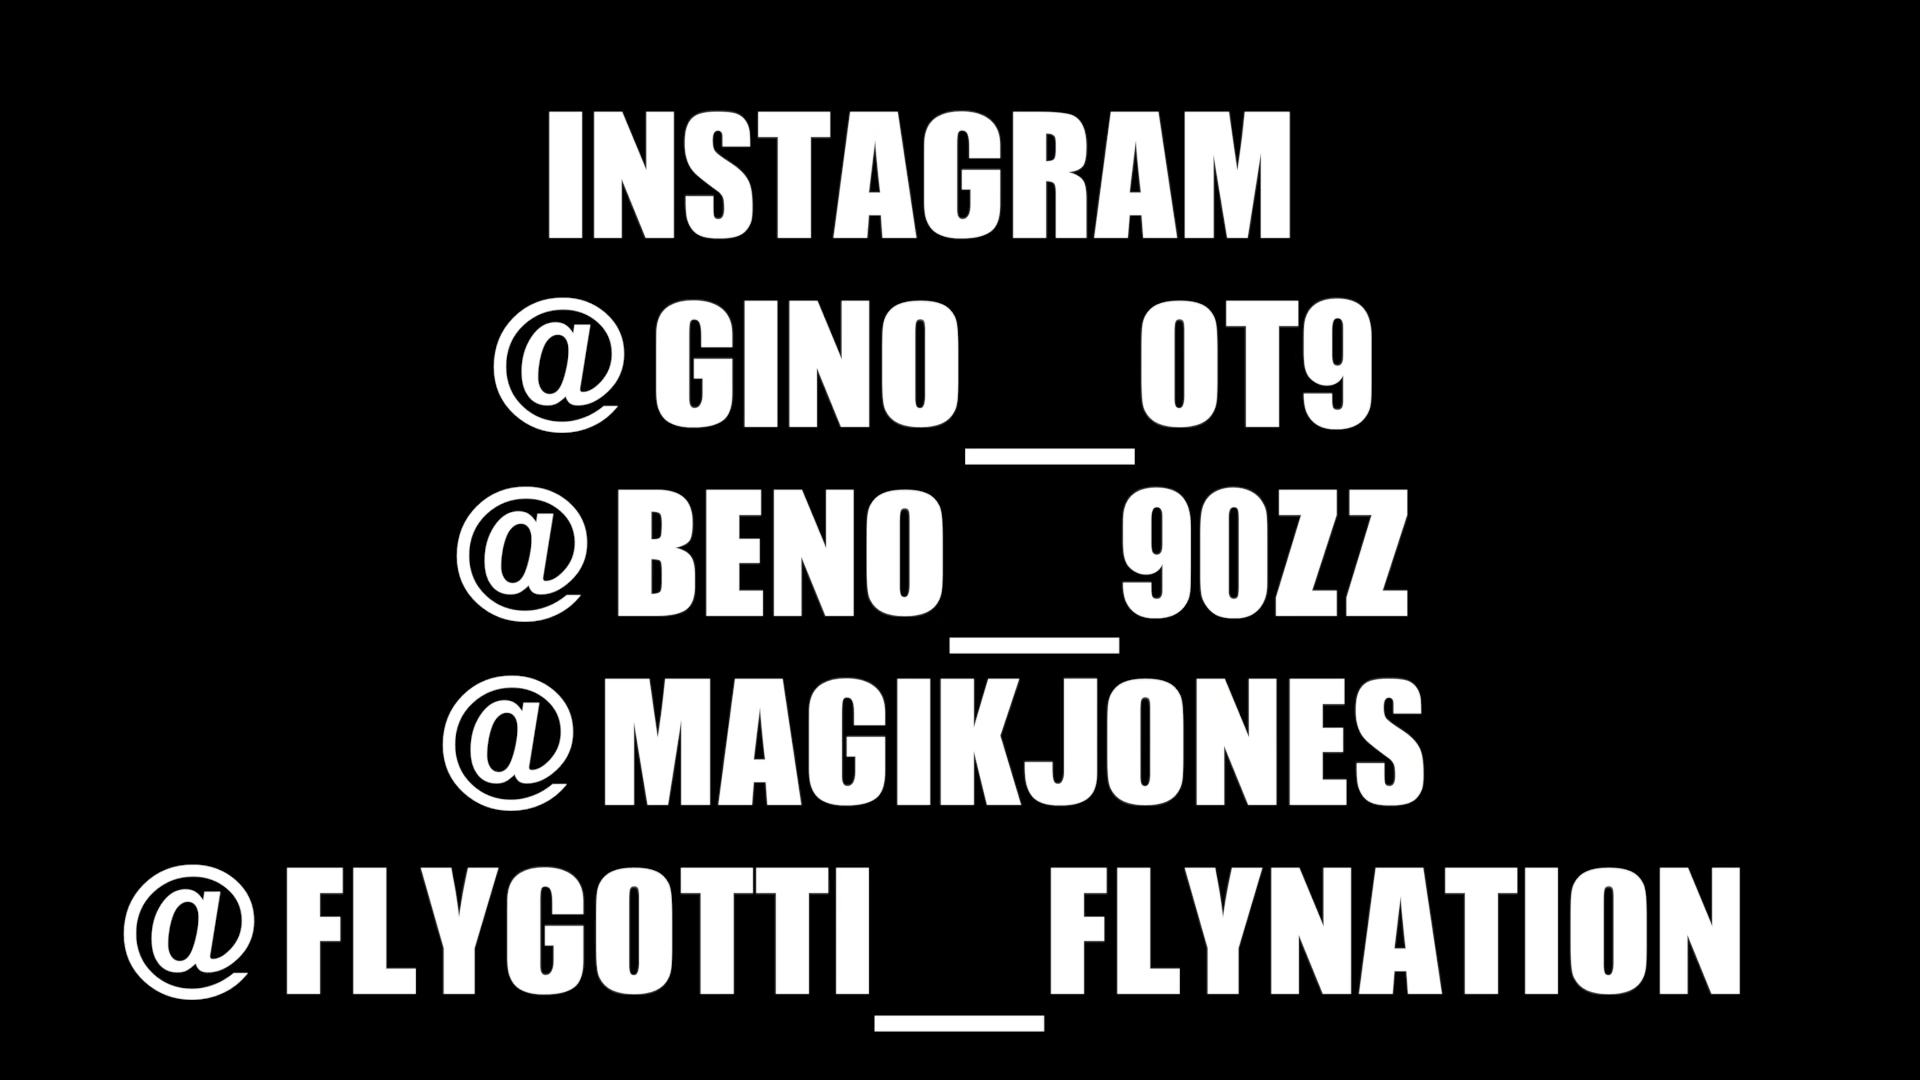 INSTAGRAM
@GINO__OT9
@BENO__90ZZ
@MAGIKJONES
@FLYGOTTI__FLYNATION